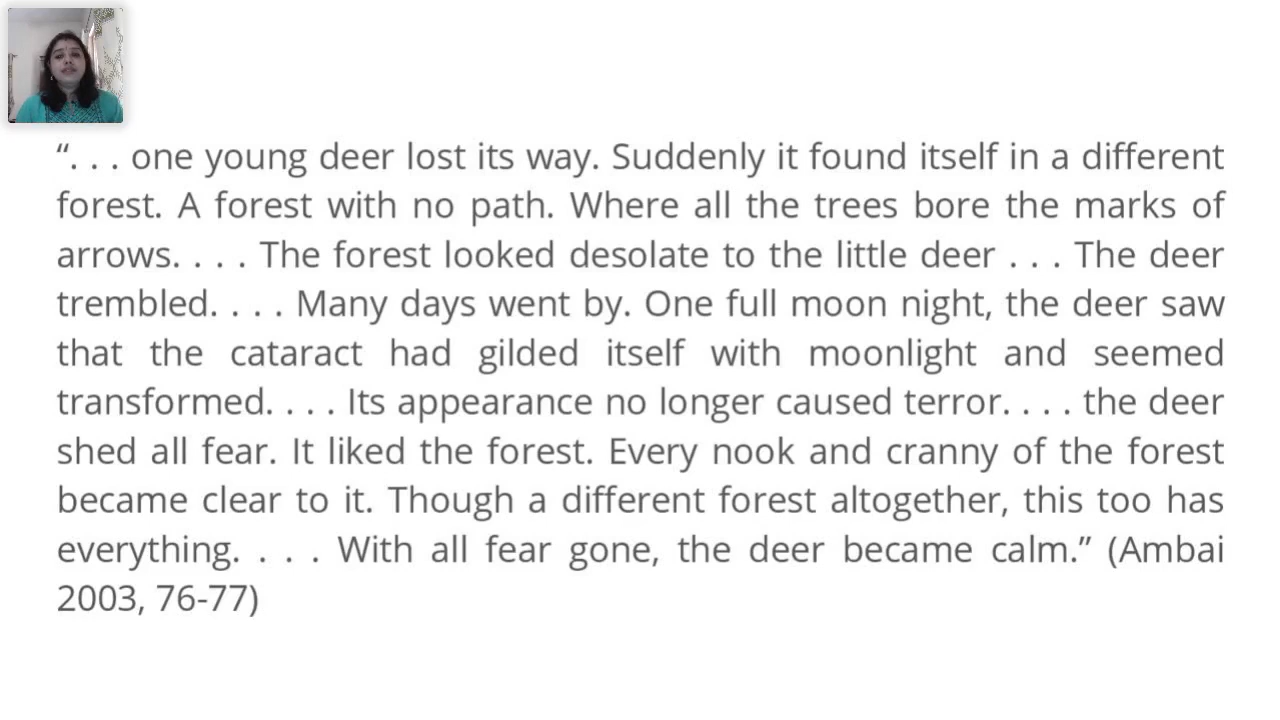 “. . . one young deer lost its way. Suddenly it found itself in a different
forest. A forest with no path. Where all the trees bore the marks of
arrows. . . . The forest looked desolate to the little deer . . . The deer
trembled. . . . Many days went by. One full moon night, the deer saw
that the cataract had gilded itself with moonlight and seemed
transformed. . . . Its appearance no longer caused terror. . . . the deer
shed all fear. It liked the forest. Every nook and cranny of the forest
became clear to it. Though a different forest altogether, this too has
everything. . . . With all fear gone, the deer became calm.” (Ambai
2003, 76-77)